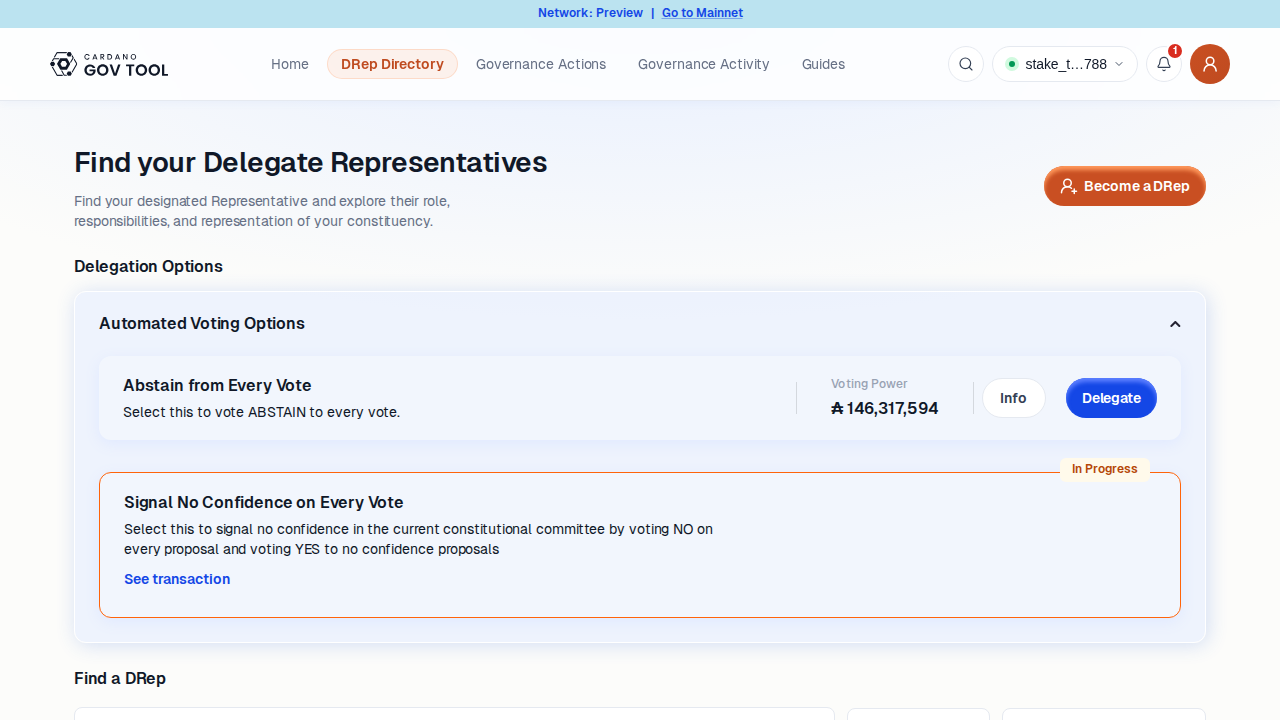 Network: Preview | Go to Mainnet
CARDANO
GOV TOOL
Home
DRep Directory
Governance Actions
Governance Activity
Guides
stake_t...788
1
Find your Delegate Representatives
Find your designated Representative and explore their role,
responsibilities, and representation of your constituency.
Become a DRep
Delegation Options
Automated Voting Options
Abstain from Every Vote
Select this to vote ABSTAIN to every vote.
Voting Power
₳ 146,317,594
Info
Delegate
In Progress
Signal No Confidence on Every Vote
Select this to signal no confidence in the current constitutional committee by voting NO on
every proposal and voting YES to no confidence proposals
See transaction
Find a DRep